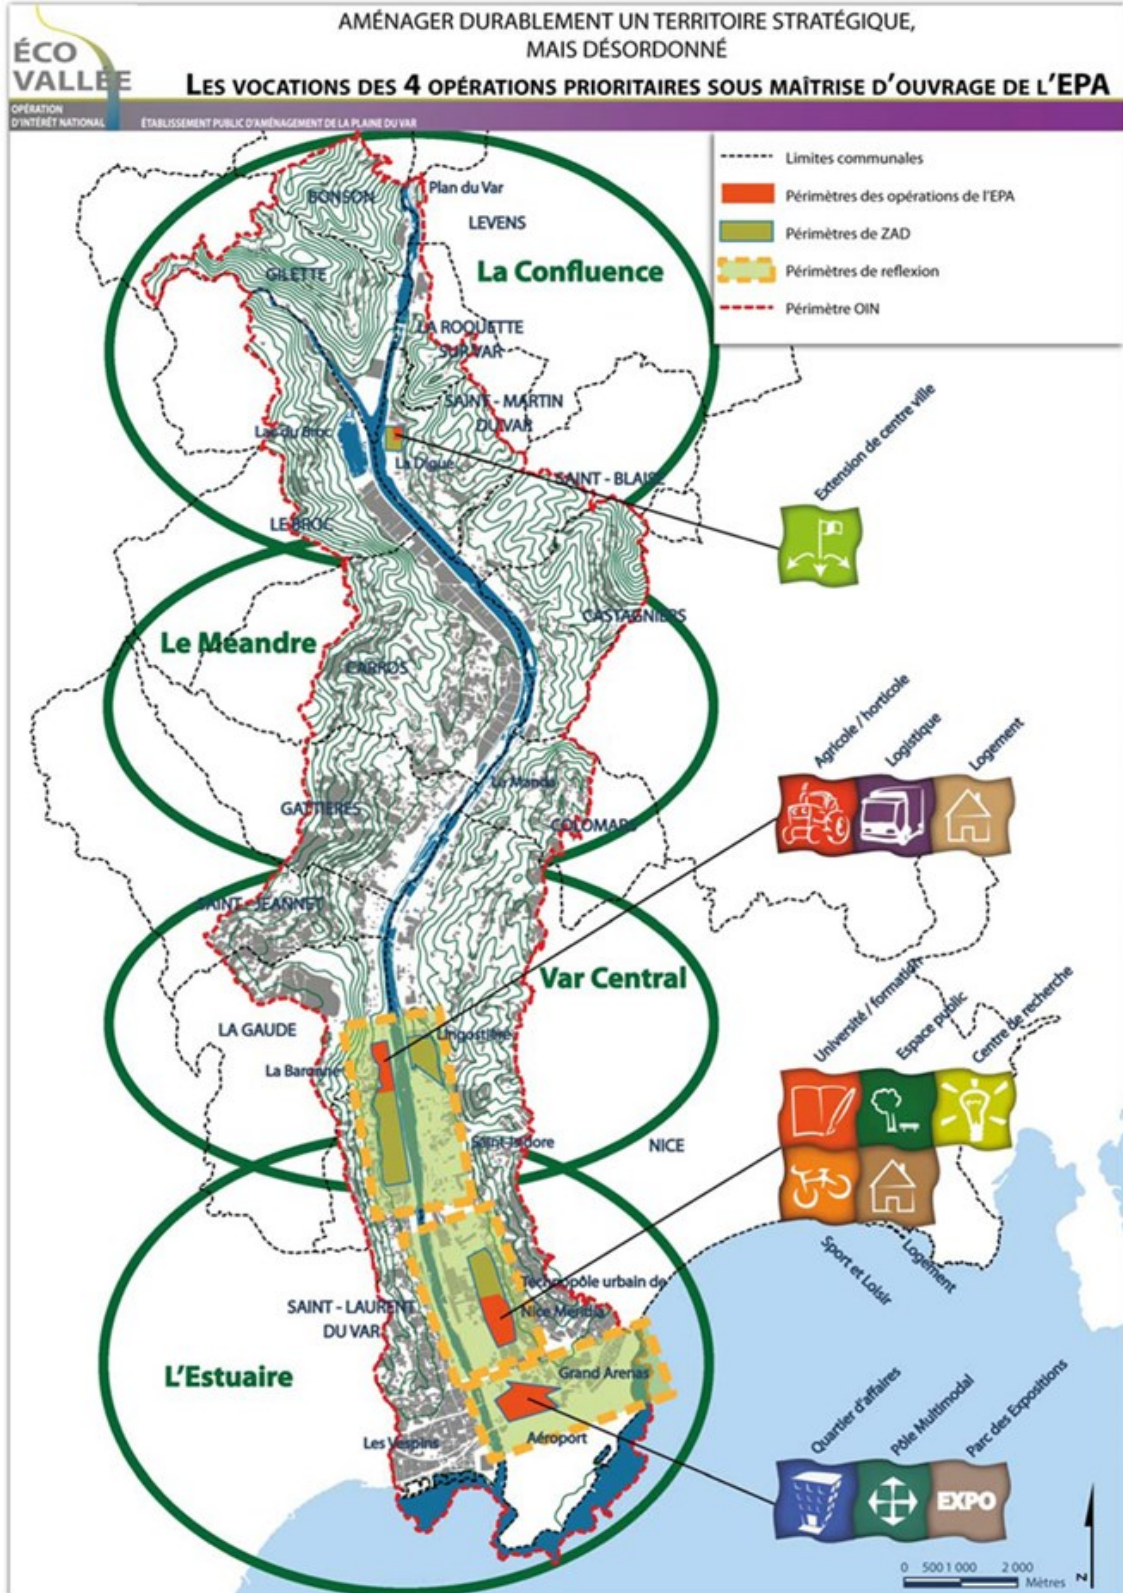 AMÉNAGER DURABLEMENT UN TERRITOIRE STRATÉGIQUE,
MAIS DÉSORDONNÉ
LES VOCATIONS DES 4 OPÉRATIONS PRIORITAIRES SOUS MAÎTRISE D'OUVRAGE DE L'EPA
ÉCO
VALLÉE
OPÉRATION
D'INTÉRÊT NATIONAL
ÉTABLISSEMENT PUBLIC D'AMÉNAGEMENT DE LA PLAINE DU VAR
Limites communales
Périmètres des opérations de l'EPA
Périmètres de ZAD
Périmètres de reflexion
Périmètre OIN
BONSON
Plan du Var
LEVENS
La Confluence
GILETTE
LA ROQUETTE
SUR VAR
SAINT - MARTIN
DU VAR
Lac du Broc
La Digue
SAINT - BLAISE
LE BROC
Extension de centre ville
CASTAGNIERS
Le Méandre
CARROS
Agricole / horticole
Logistique
Logement
La Manda
GATTIERES
COLOMARS
SAINT - JEANNET
Var Central
LA GAUDE
Lingostière
La Baronne
Université / formation
Espace public
Centre de recherche
Saint-Isidore
NICE
Sport et Loisir
Logement
Technopôle urbain de
Nice Méridia
SAINT - LAURENT
DU VAR
L'Estuaire
Grand Arenas
Les Vespins
Aéroport
Quartier d'affaires
Pôle Multimodal
Parc des Expositions
EXPO
0 500 1 000 2 000
Mètres
N